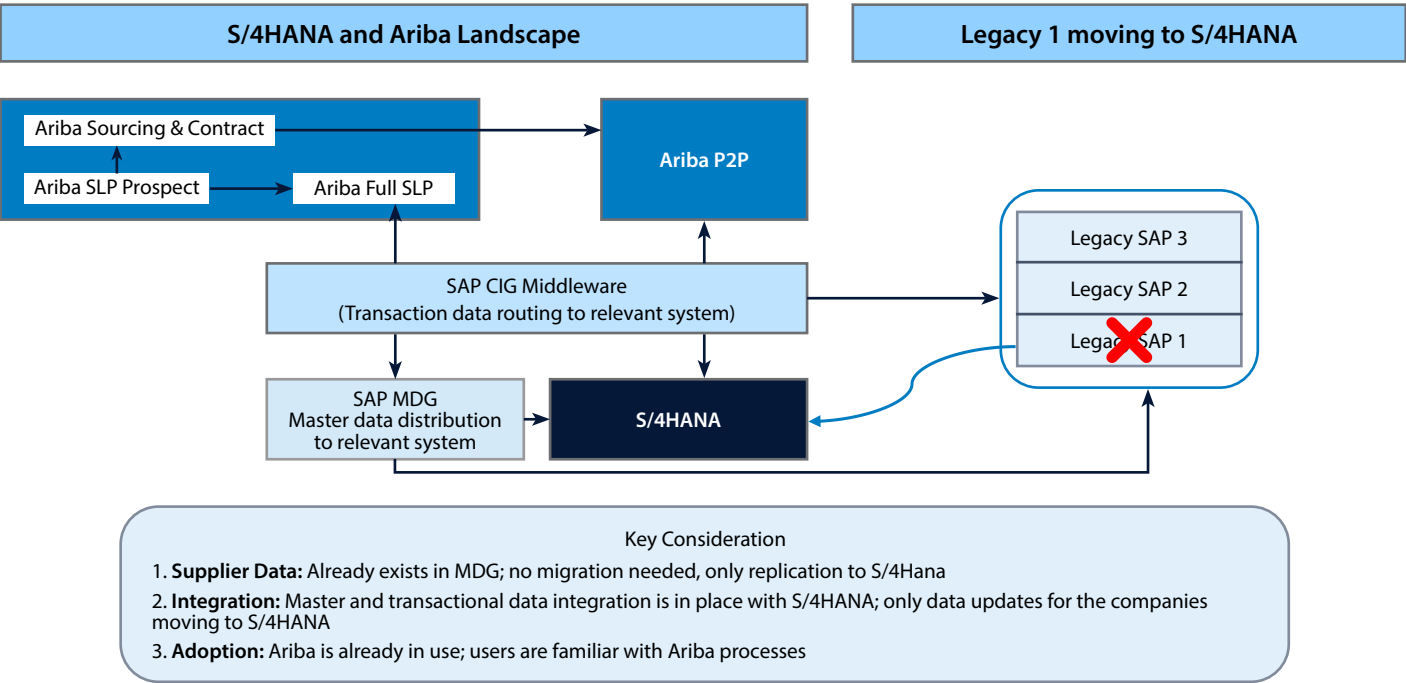 S/4HANA and Ariba Landscape
Legacy 1 moving to S/4HANA
Ariba Sourcing & Contract
Ariba SLP Prospect
Ariba Full SLP
Ariba P2P
SAP CIG Middleware
(Transaction data routing to relevant system)
Legacy SAP 3
Legacy SAP 2
Legacy SAP 1
SAP MDG
Master data distribution
to relevant system
S/4HANA
Key Consideration
1. Supplier Data: Already exists in MDG; no migration needed, only replication to S/4Hana
2. Integration: Master and transactional data integration is in place with S/4HANA; only data updates for the companies
moving to S/4HANA
3. Adoption: Ariba is already in use; users are familiar with Ariba processes